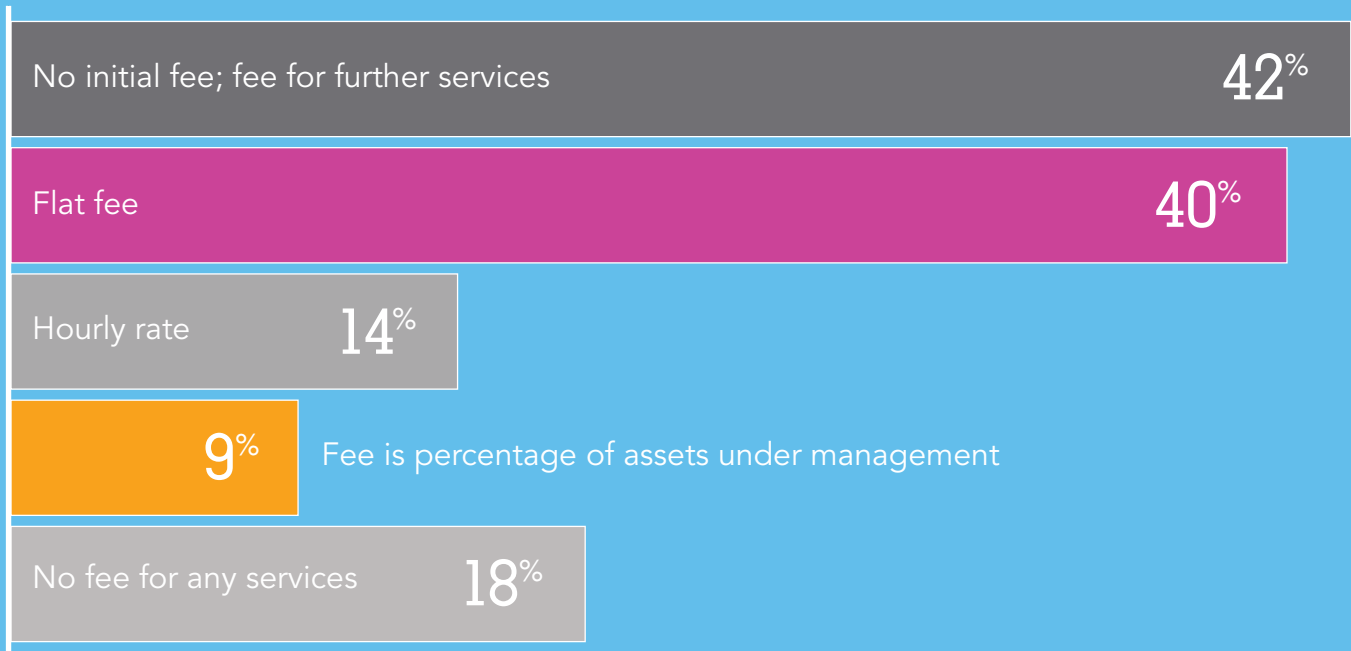 No initial fee; fee for further services 42%
Flat fee 40%
Hourly rate 14%
9% Fee is percentage of assets under management
No fee for any services 18%